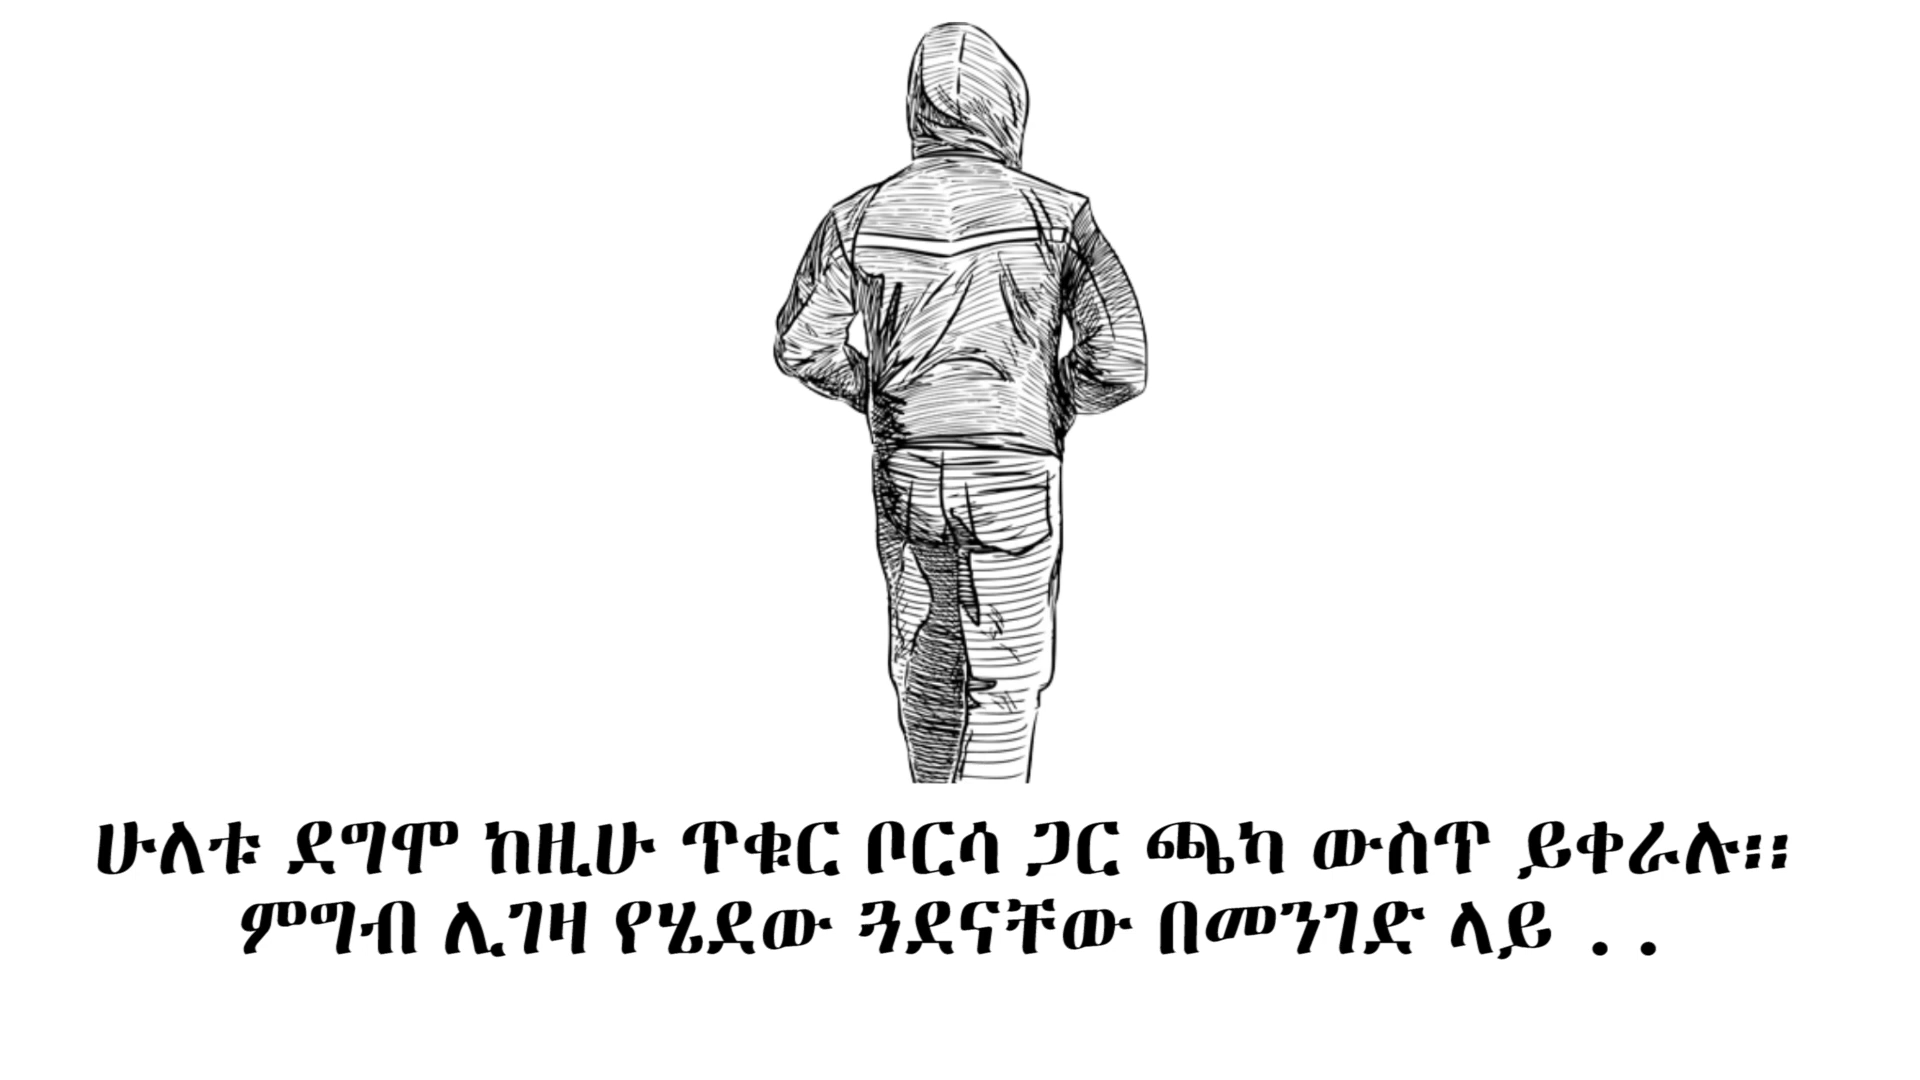 ሁለቱ ደግሞ ከዚሁ ጥቁር ቦርሳ ጋር ጫካ ውስጥ ይቀራሉ፡፡
ምግብ ሊገዛ የሄደው ጓደናቸው በመንገድ ላይ . .